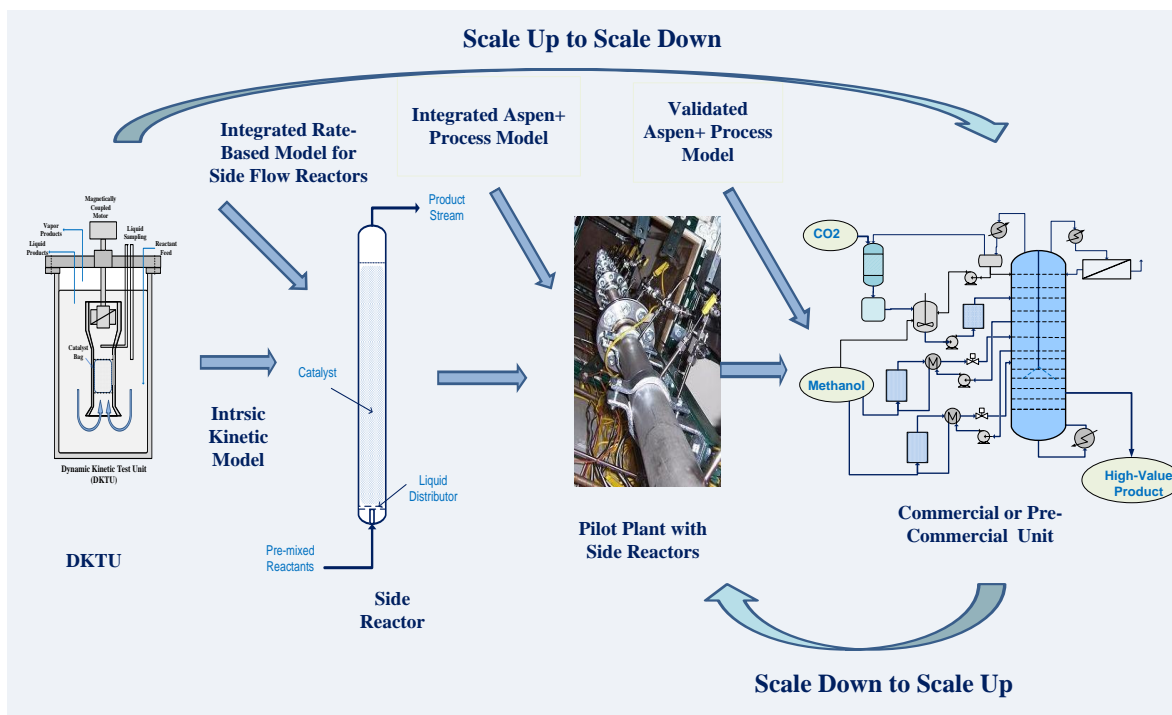 Scale Up to Scale Down
Integrated Rate-
Based Model for
Side Flow Reactors
Integrated Aspen+
Process Model
Validated
Aspen+ Process
Model
Magnetically
Coupled
Motor
Vapor
Products
Liquid
Products
Liquid
Sampling
Reactant
Feed
Catalyst
Bag
Dynamic Kinetic Test Unit
(DKTU)
DKTU
Intrsic
Kinetic
Model
Product
Stream
Catalyst
Liquid
Distributor
Pre-mixed
Reactants
Side
Reactor
Pilot Plant with
Side Reactors
CO2
Methanol
M
M
High-Value
Product
Commercial or Pre-
Commercial Unit
Scale Down to Scale Up